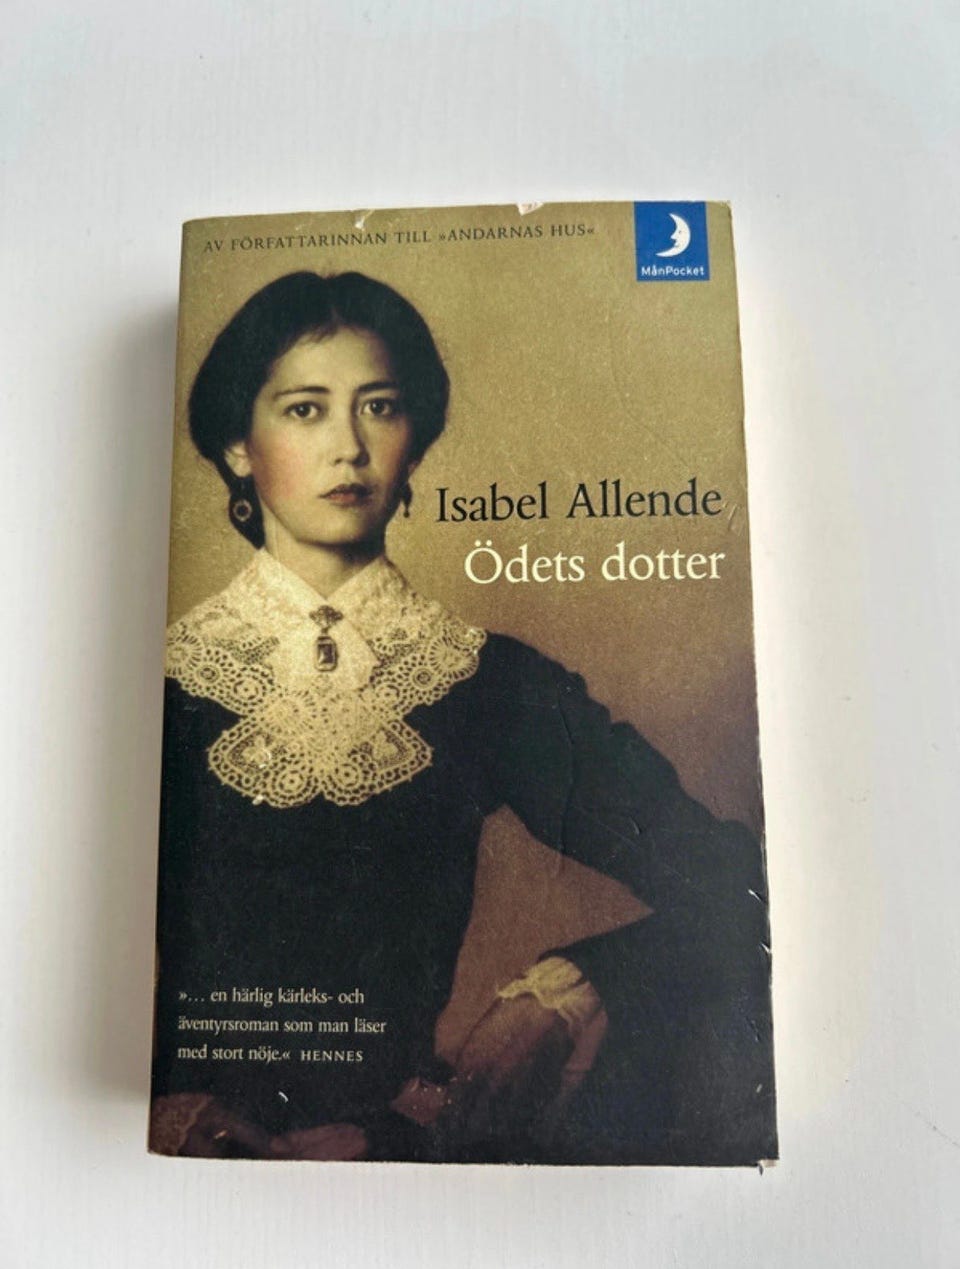 AV FÖRFATTARINNAN TILL »ANDARNAS HUS«
MånPocket
Isabel Allende
Ödets dotter
»... en härlig kärleks- och
äventyrsroman som man läser
med stort nöje.« HENNES